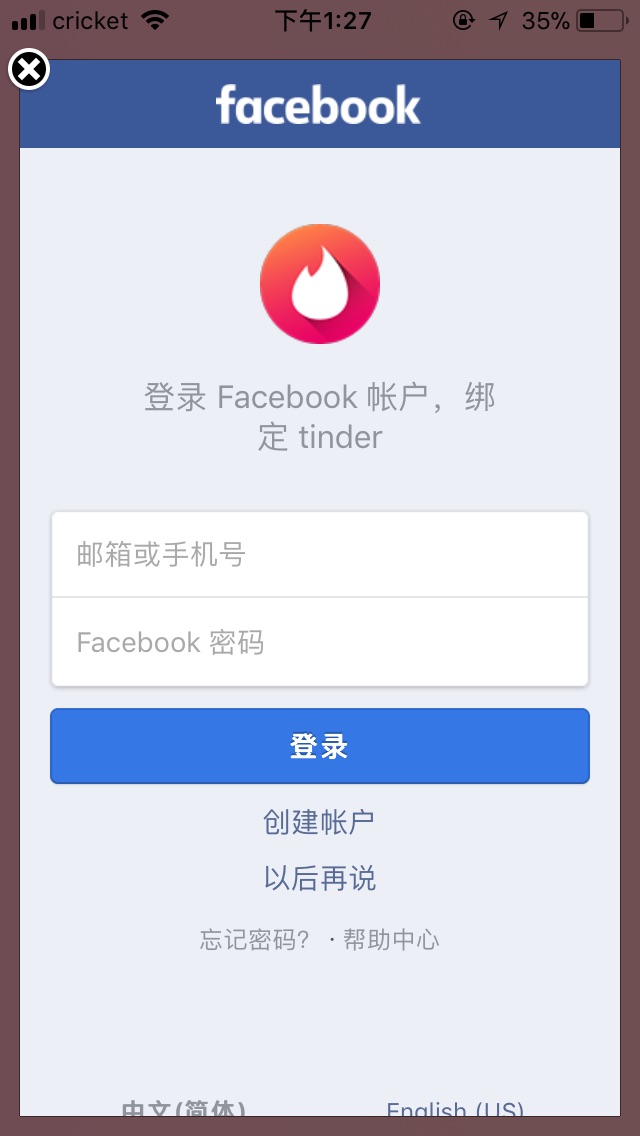 cricket 下午1:27 35%
facebook
登录 Facebook 帐户，绑
定 tinder
邮箱或手机号
Facebook 密码
登录
创建帐户
以后再说
忘记密码？ · 帮助中心
中文(简体) English (US)